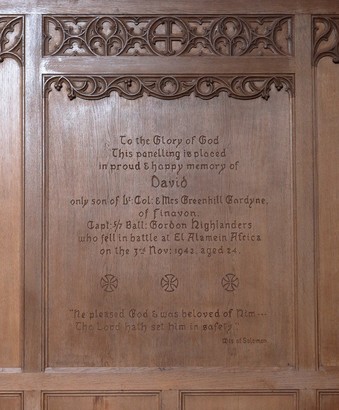 To the Glory of God
This panelling is placed
in proud & happy memory of
David
only son of Lt: Col: & Mrs Greenhill Gardyne,
of Finavon.
Capt: 5/7 Batt: Gordon Highlanders
who fell in battle at El Alamein Africa
on the 3rd Nov: 1942, aged 24.
"He pleased God & was beloved of Him---
The Lord hath set him in safety".
Wis of Solomon